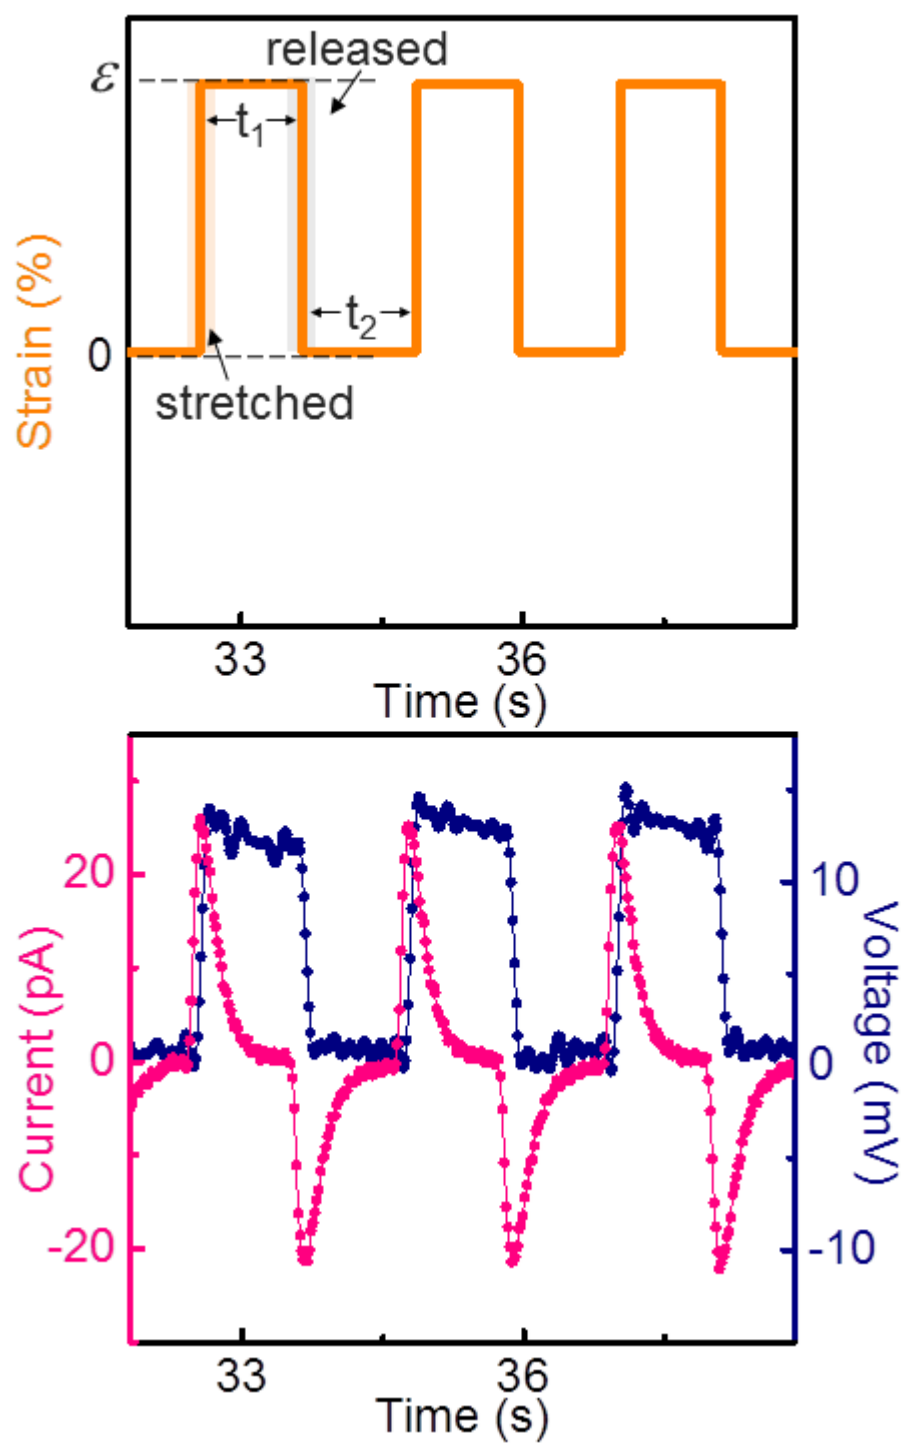 released
ε
t1
t2
0
stretched
Strain (%)
33 36
Time (s)
20
0
-20
Current (pA)
10
0
-10
Voltage (mV)
33 36
Time (s)